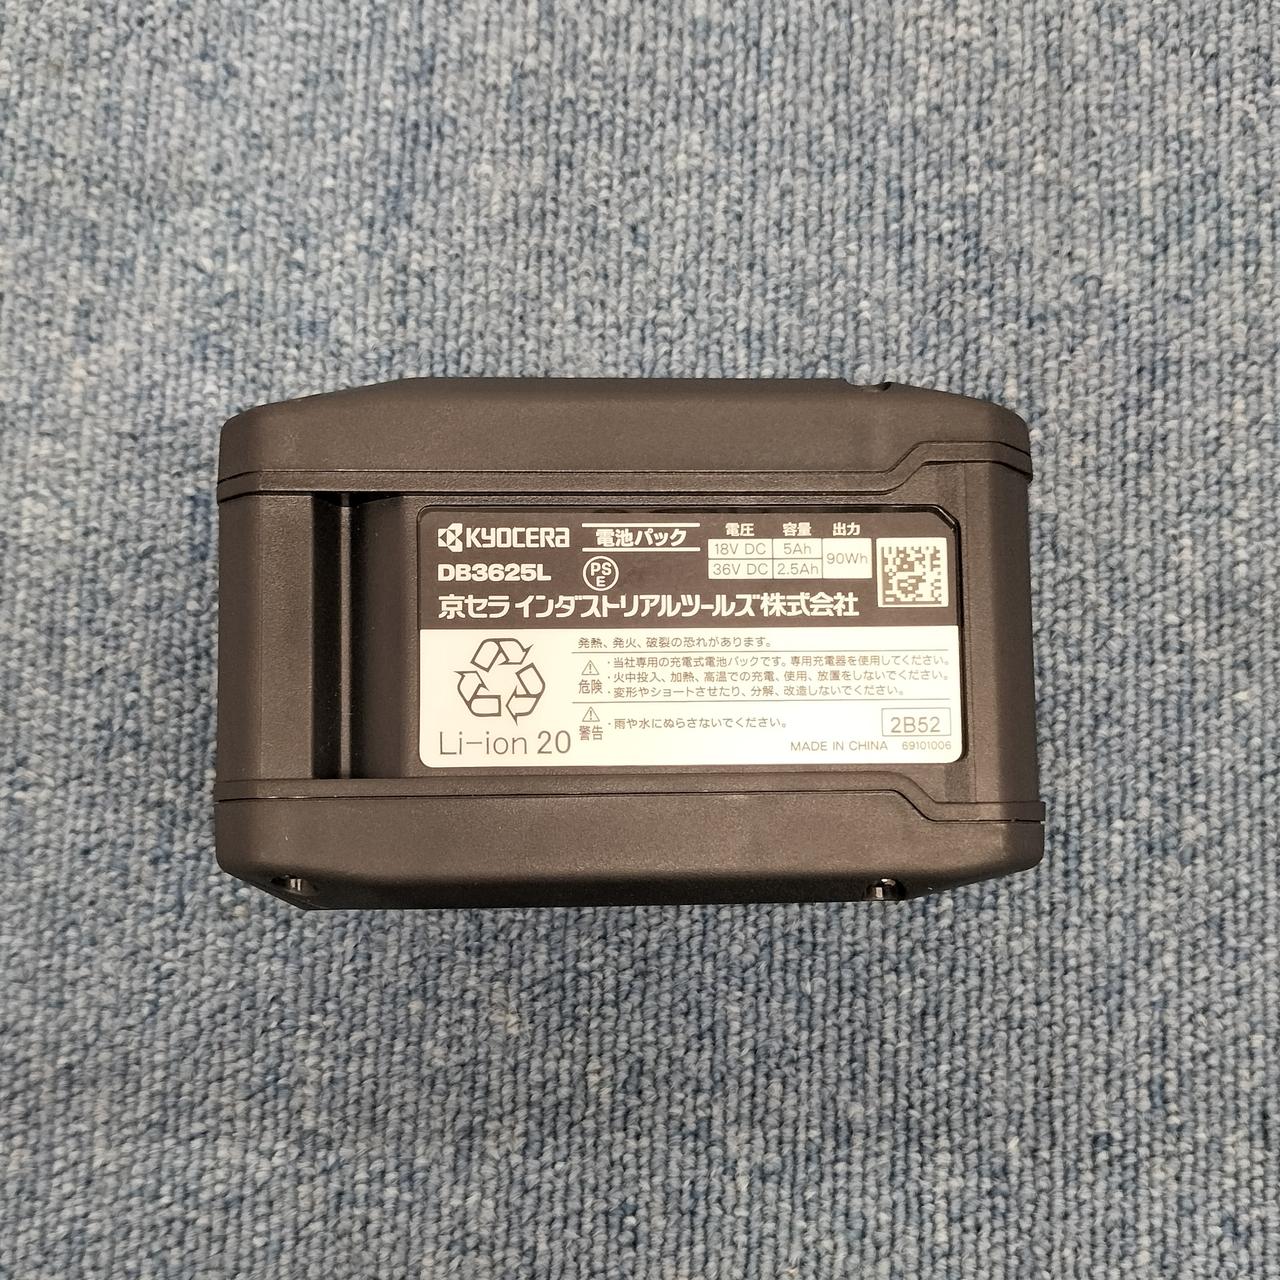 KYOCERA 電池パック
DB3625L PS E
電圧 容量 出力
18V DC 5Ah 90Wh
36V DC 2.5Ah
京セラ インダストリアルツールズ株式会社
発熱、発火、破裂の恐れがあります。
危険
・当社専用の充電式電池パックです。専用充電器を使用してください。
・火中投入、加熱、高温での充電、使用、放置をしないでください。
・変形やショートさせたり、分解、改造しないでください。
警告 ・雨や水にぬらさないでください。
2B52
Li-ion 20
MADE IN CHINA 69101006